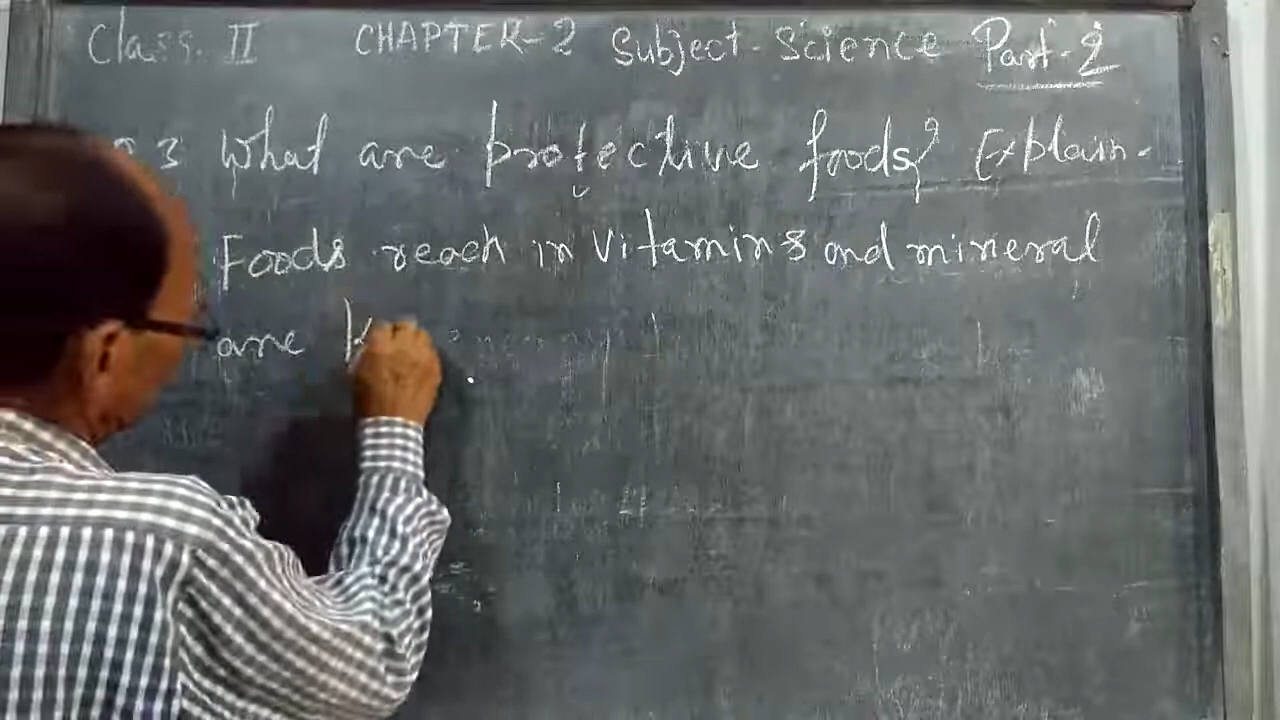 Class. II CHAPTER-2 Subject-Science Part-2
Q.3 What are protective foods? Explain.
Foods reach in vitamins and mineral
are